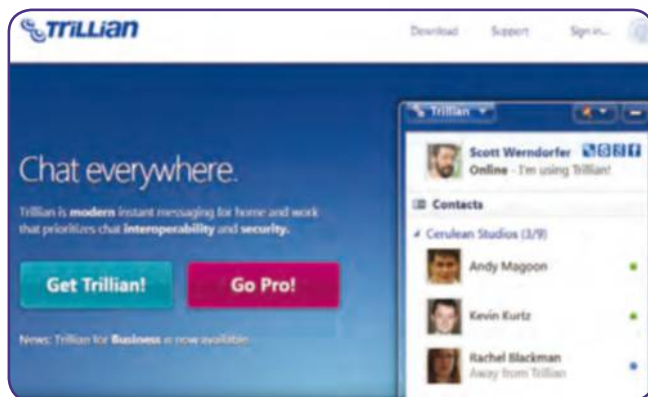 TRILLIAN
Download Support Sign in...
Trillian
Scott Werndorfer
Online - I'm using Trillian!
Contacts
Cerulean Studios (3/9)
Andy Magoon
Kevin Kurtz
Rachel Blackman
Away from Trillian
Chat everywhere.
Trillian is modern instant messaging for home and work
that prioritizes chat interoperability and security.
Get Trillian! Go Pro!
News: Trillian for Business is now available.